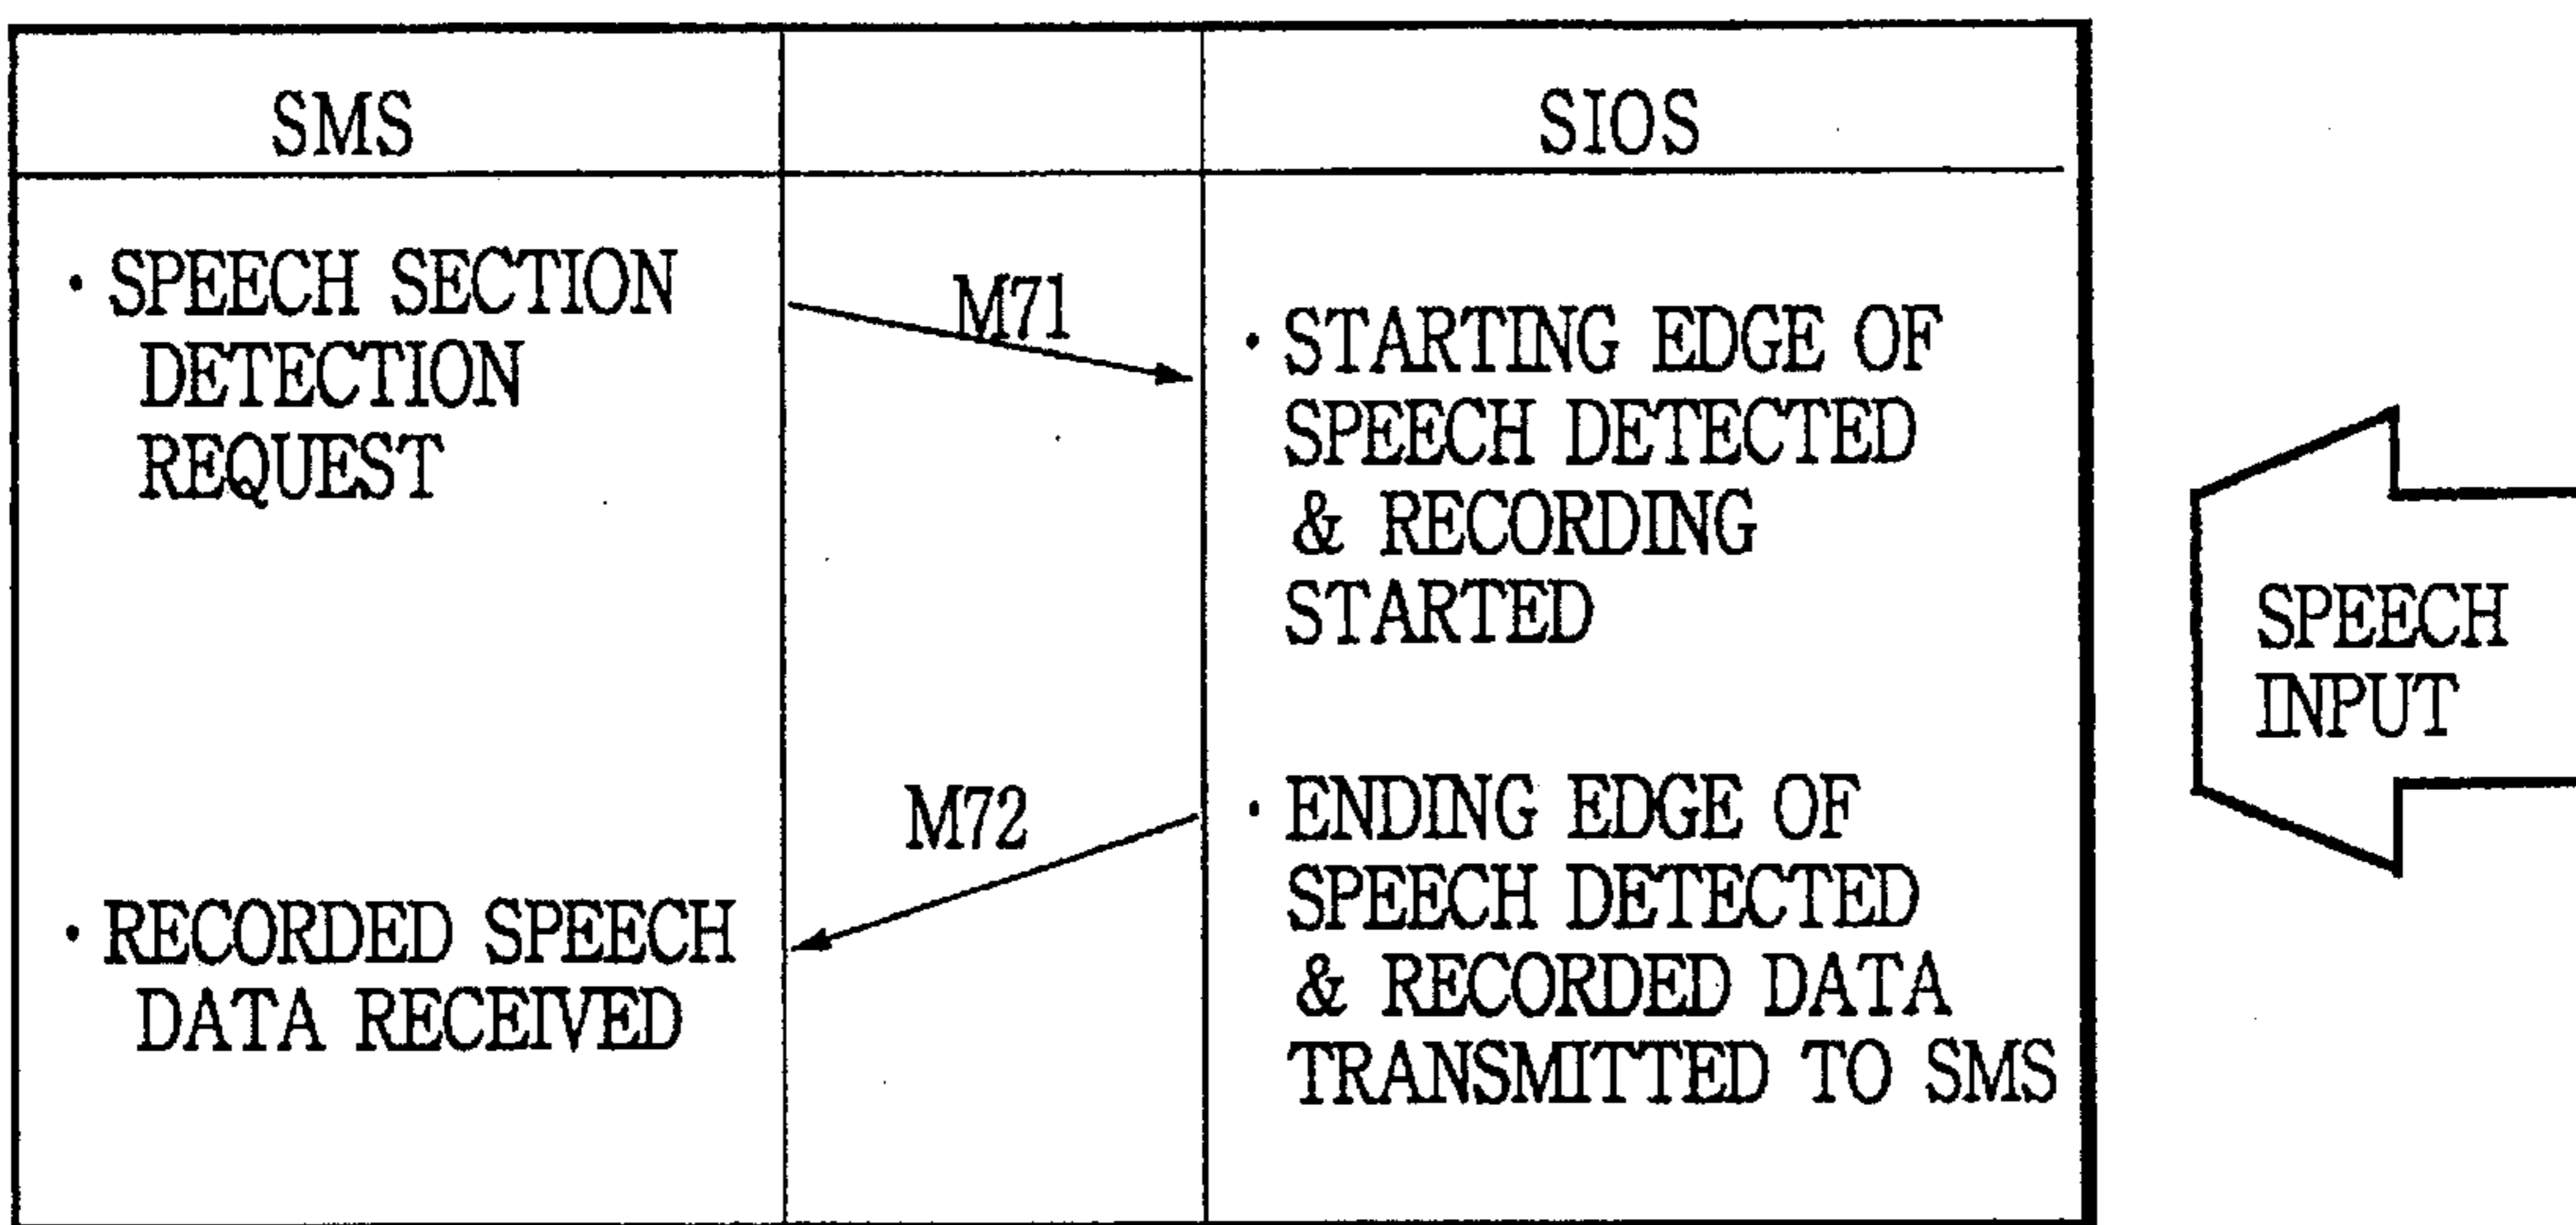 SMS
SIOS
· SPEECH SECTION
DETECTION
REQUEST
M71
· STARTING EDGE OF
SPEECH DETECTED
& RECORDING
STARTED
M72
· ENDING EDGE OF
SPEECH DETECTED
& RECORDED DATA
TRANSMITTED TO SMS
· RECORDED SPEECH
DATA RECEIVED
SPEECH
INPUT